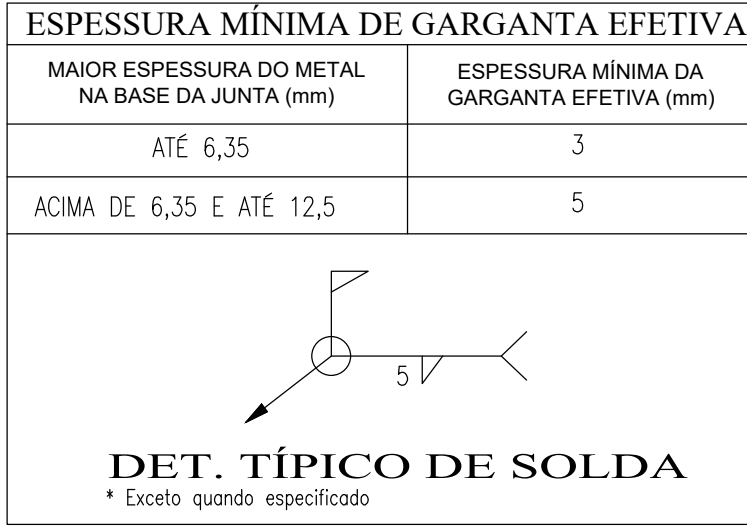 ESPESSURA MÍNIMA DE GARGANTA EFETIVA
MAIOR ESPESSURA DO METAL
NA BASE DA JUNTA (mm)
ESPESSURA MÍNIMA DA
GARGANTA EFETIVA (mm)
ATÉ 6,35
3
ACIMA DE 6,35 E ATÉ 12,5
5
5
DET. TÍPICO DE SOLDA
* Exceto quando especificado